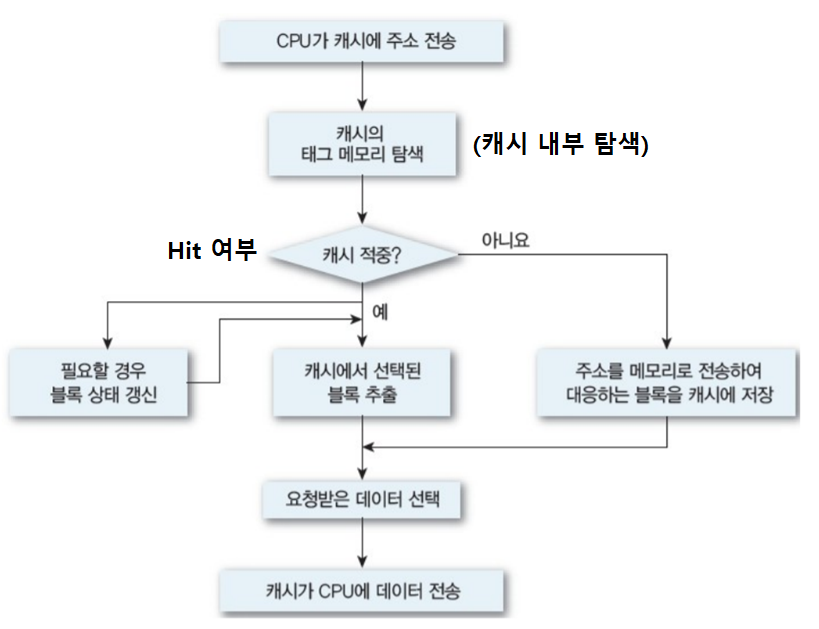 CPU가 캐시에 주소 전송
캐시의
태그 메모리 탐색
(캐시 내부 탐색)
Hit 여부
캐시 적중?
아니요
예
필요할 경우
블록 상태 갱신
캐시에서 선택된
블록 추출
주소를 메모리로 전송하여
대응하는 블록을 캐시에 저장
요청받은 데이터 선택
캐시가 CPU에 데이터 전송